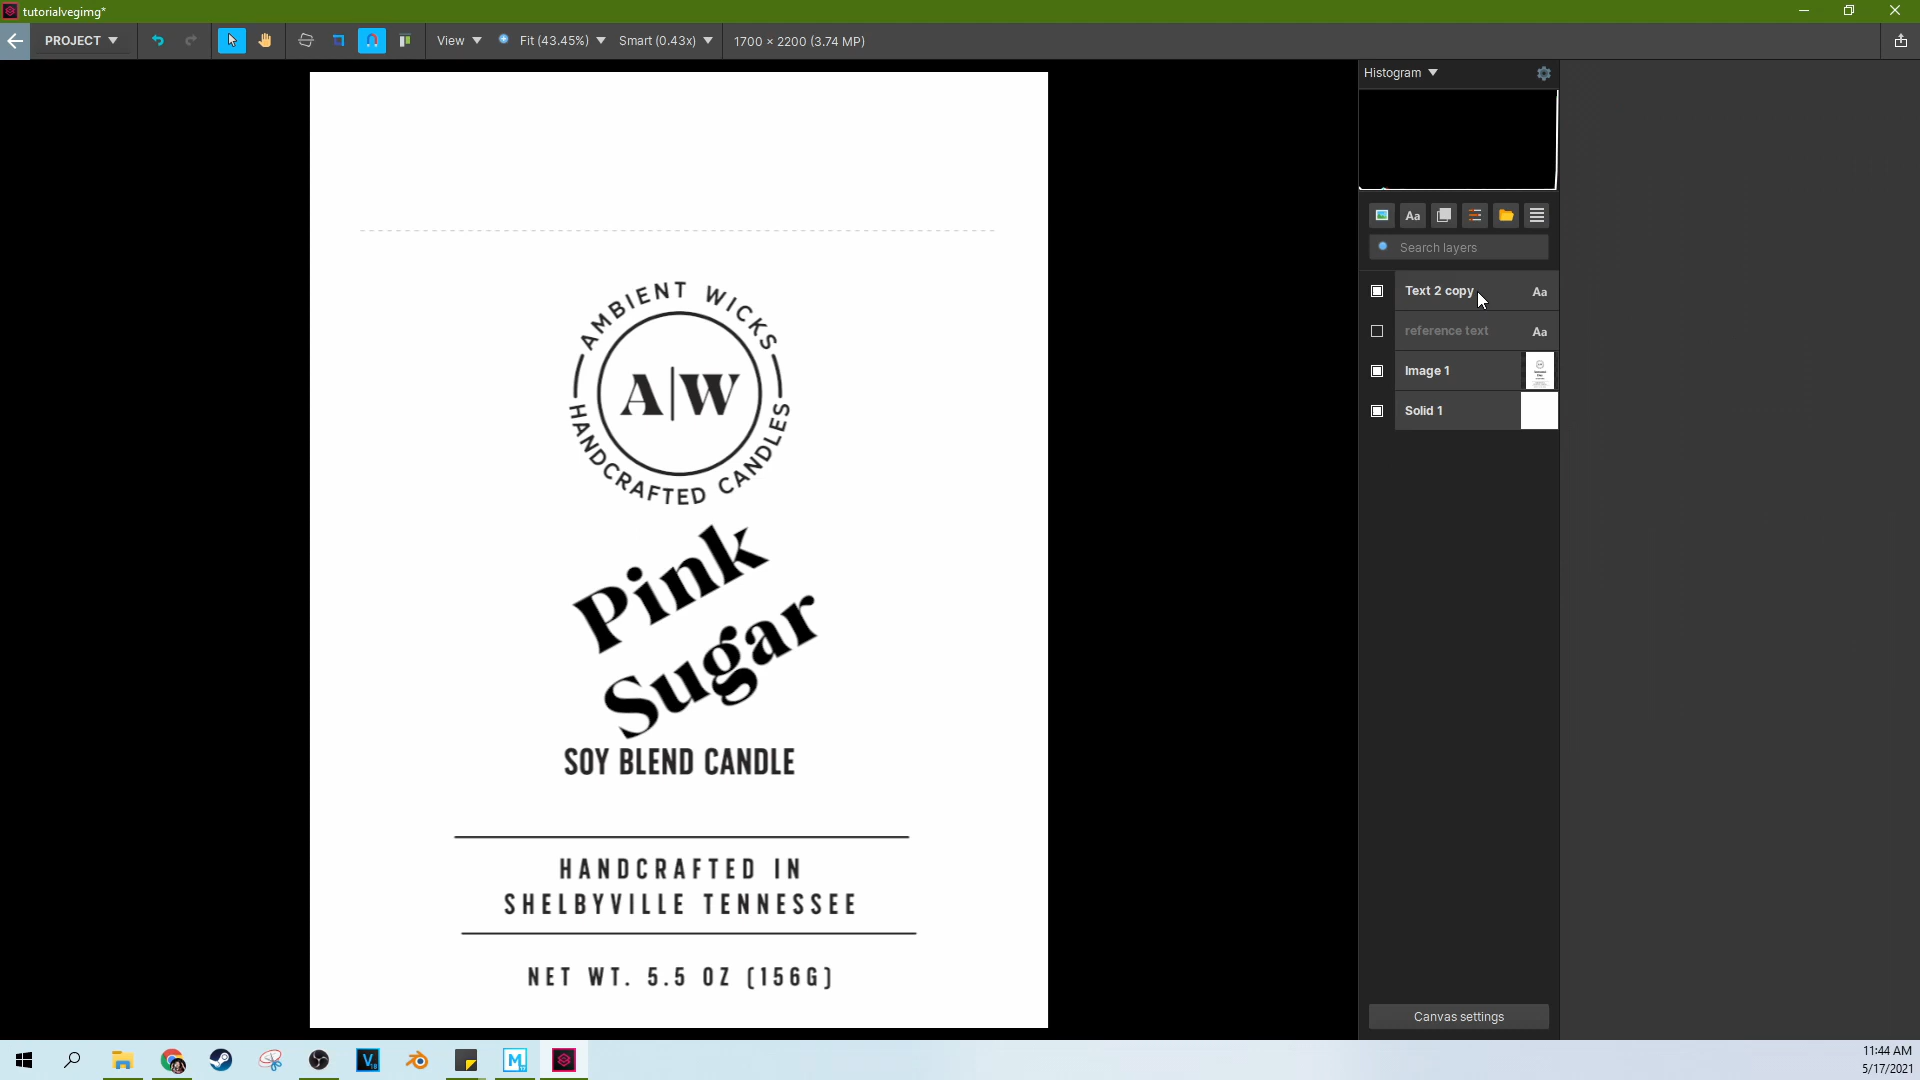 tutorialvegimg*
PROJECT
View
Fit (43.45%)
Smart (0.43x)
1700 × 2200 (3.74 MP)
Histogram
Aa
Search layers
Text 2 copy
Aa
reference text
Aa
Image 1
Solid 1
AMBIENT WICKS
A|W
HANDCRAFTED CANDLES
Pink
Sugar
SOY BLEND CANDLE
HANDCRAFTED IN
SHELBYVILLE TENNESSEE
NET WT. 5.5 OZ (156G)
Canvas settings
11:44 AM
5/17/2021